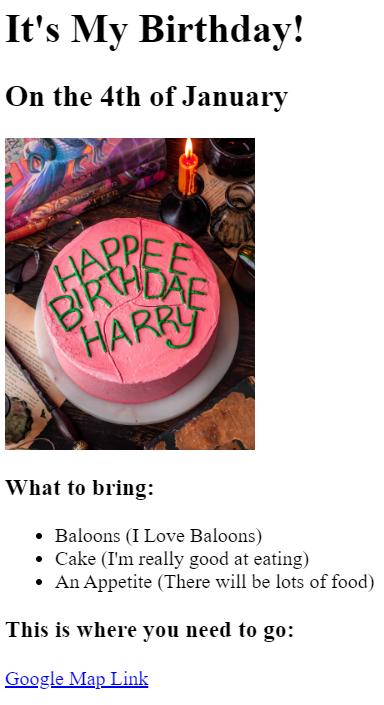 It's My Birthday!
On the 4th of January
HAPPEE
BIRTHDAE
HARRY
What to bring:
Baloons (I Love Baloons)
Cake (I'm really good at eating)
An Appetite (There will be lots of food)
This is where you need to go:
Google Map Link